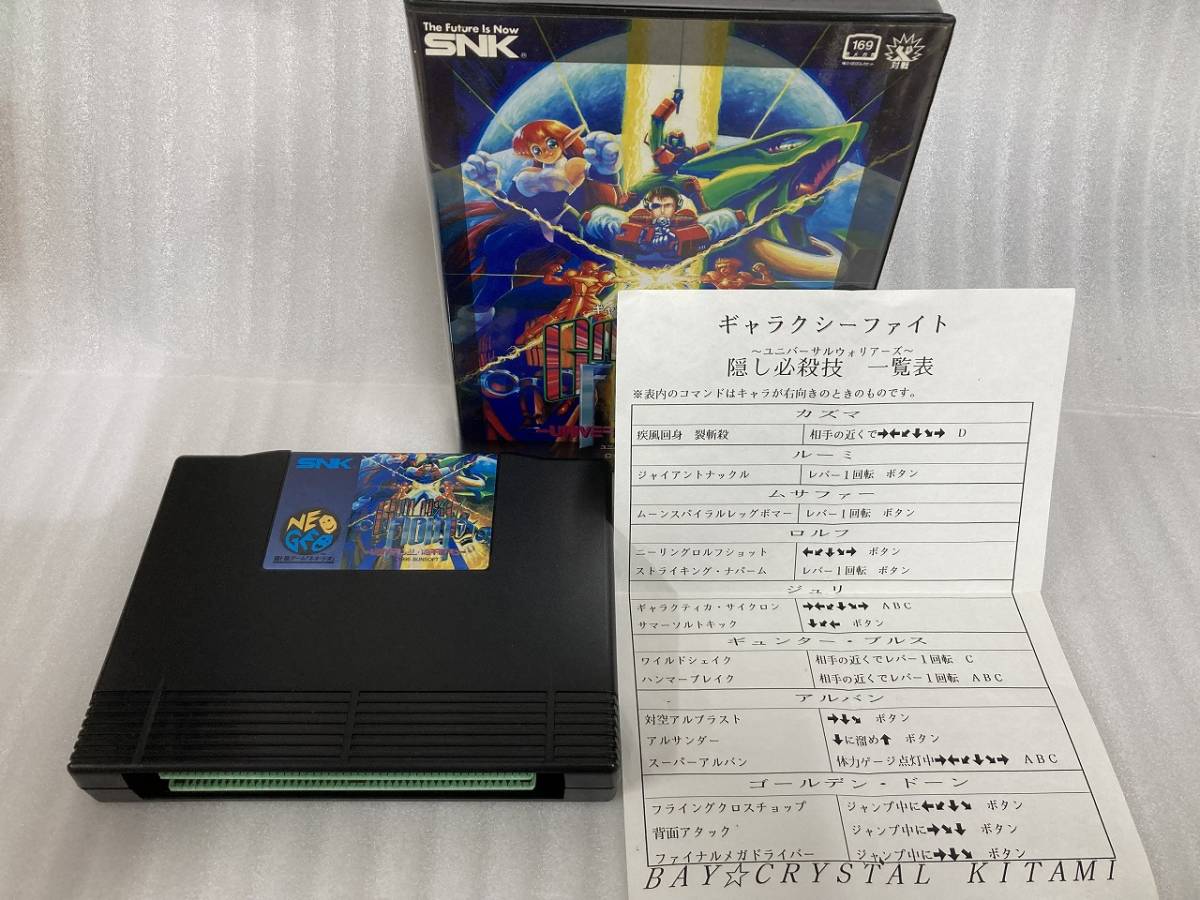 The Future Is Now
SNK
169
対戦
SNK
NEO
GEO
ギャラクシーファイト
～ユニバーサルウォリアーズ～
隠し必殺技 一覧表
※表内のコマンドはキャラが右向きのときのものです。
カズマ
疾風回身 裂斬殺 相手の近くで D
ルーミ
ジャイアントナックル レバー1回転 ボタン
ムサファー
ムーンスパイラルレッグボマー レバー1回転 ボタン
ロルフ
ニーリングロルフショット ボタン
ストライキング・ナパーム レバー1回転 ボタン
ジュリ
ギャラクティカ・サイクロン ABC
サマーソルトキック ボタン
ギュンター・ブルス
ワイルドシェイク 相手の近くでレバー1回転 C
ハンマーブレイク 相手の近くでレバー1回転 ABC
アルバン
対空アルブラスト ボタン
アルサンダー ⬇に溜め⬆ ボタン
スーパーアルバン 体力ゲージ点灯中 ABC
ゴールデン・ドーン
フライングクロスチョップ ジャンプ中に ボタン
背面アタック ジャンプ中に ボタン
ファイナルメガドライバー ジャンプ中に ボタン
BAY☆CRYSTAL KITAMI